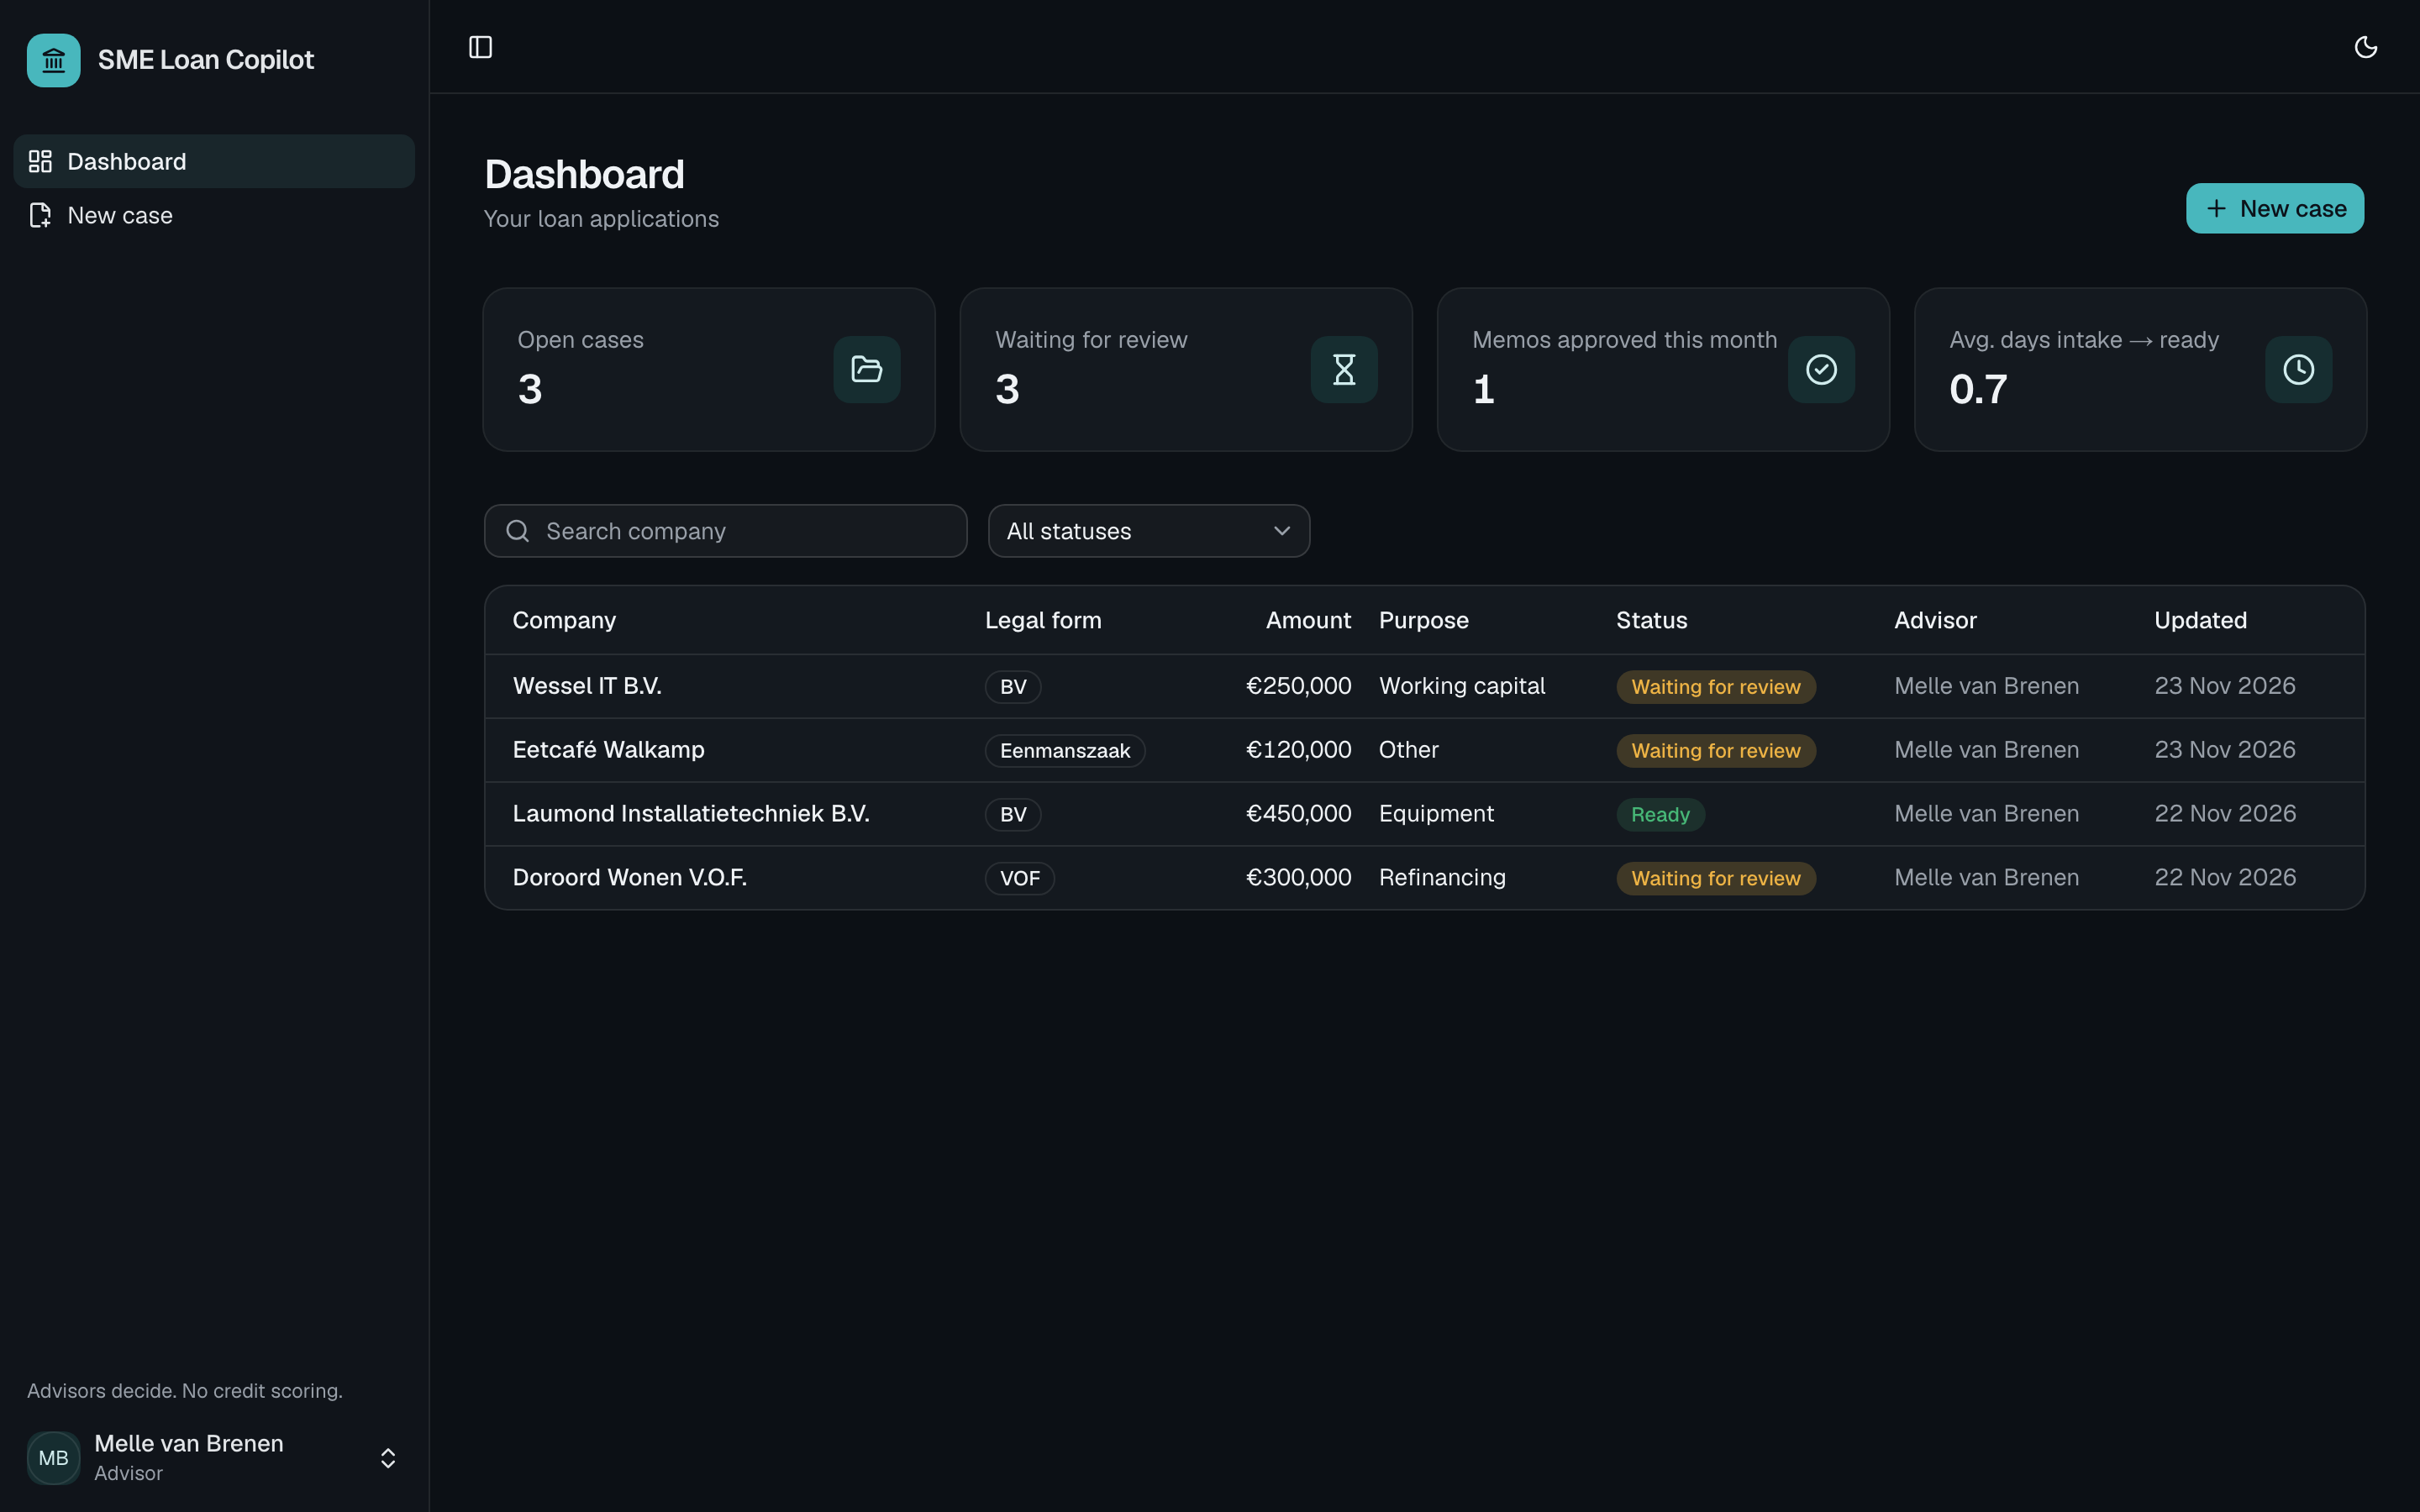 SME Loan Copilot
Dashboard
New case
Dashboard
Your loan applications
New case
Open cases
3
Waiting for review
3
Memos approved this month
1
Avg. days intake → ready
0.7
Search company
All statuses
Company Legal form Amount Purpose Status Advisor Updated
Wessel IT B.V. BV €250,000 Working capital Waiting for review Melle van Brenen 23 Nov 2026
Eetcafé Walkamp Eenmanszaak €120,000 Other Waiting for review Melle van Brenen 23 Nov 2026
Laumond Installatietechniek B.V. BV €450,000 Equipment Ready Melle van Brenen 22 Nov 2026
Doroord Wonen V.O.F. VOF €300,000 Refinancing Waiting for review Melle van Brenen 22 Nov 2026
Advisors decide. No credit scoring.
MB
Melle van Brenen
Advisor